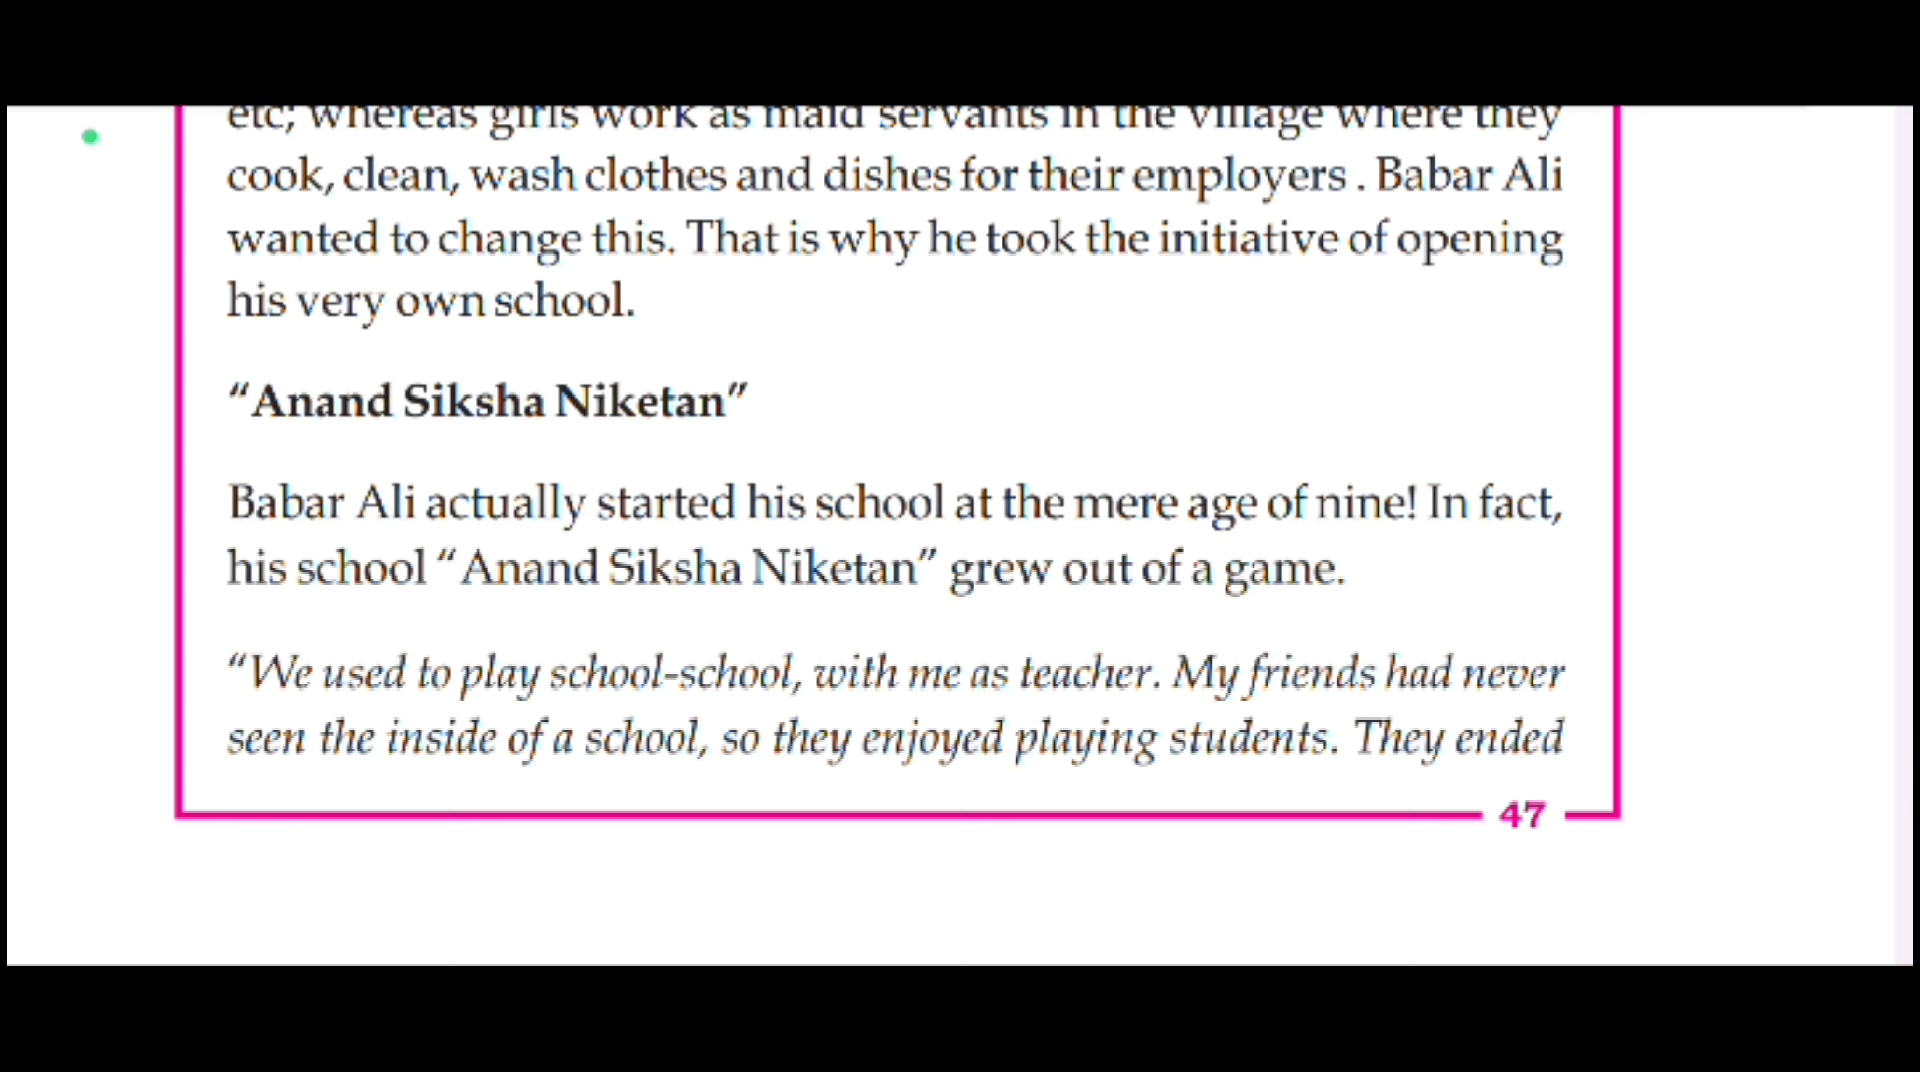 etc; whereas girls work as maid servants in the village where they
cook, clean, wash clothes and dishes for their employers . Babar Ali
wanted to change this. That is why he took the initiative of opening
his very own school.
“Anand Siksha Niketan”
Babar Ali actually started his school at the mere age of nine! In fact,
his school “Anand Siksha Niketan” grew out of a game.
“We used to play school-school, with me as teacher. My friends had never
seen the inside of a school, so they enjoyed playing students. They ended
47